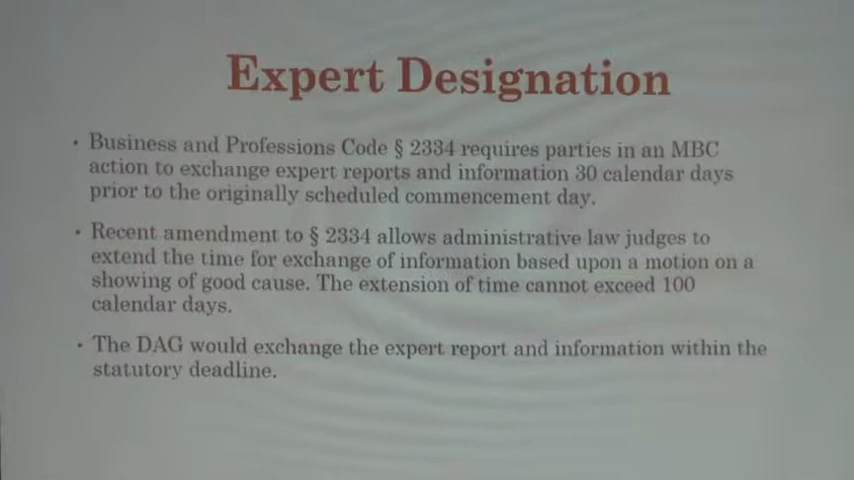 Expert Designation
• Business and Professions Code § 2334 requires parties in an MBC
action to exchange expert reports and information 30 calendar days
prior to the originally scheduled commencement day.
• Recent amendment to § 2334 allows administrative law judges to
extend the time for exchange of information based upon a motion on a
showing of good cause. The extension of time cannot exceed 100
calendar days.
• The DAG would exchange the expert report and information within the
statutory deadline.